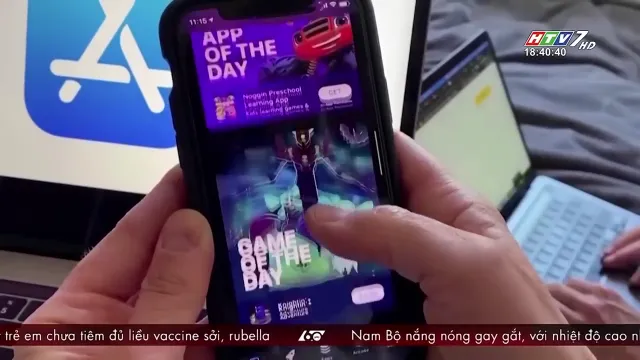 11:15
APP
OF THE
DAY
Noggin Preschool
Learning App
Kids learning games &
GET
GAME
OF THE
DAY
HTV7 HD
18:40:40
trẻ em chưa tiêm đủ liều vaccine sởi, rubella
60
Nam Bộ nắng nóng gay gắt, với nhiệt độ cao n